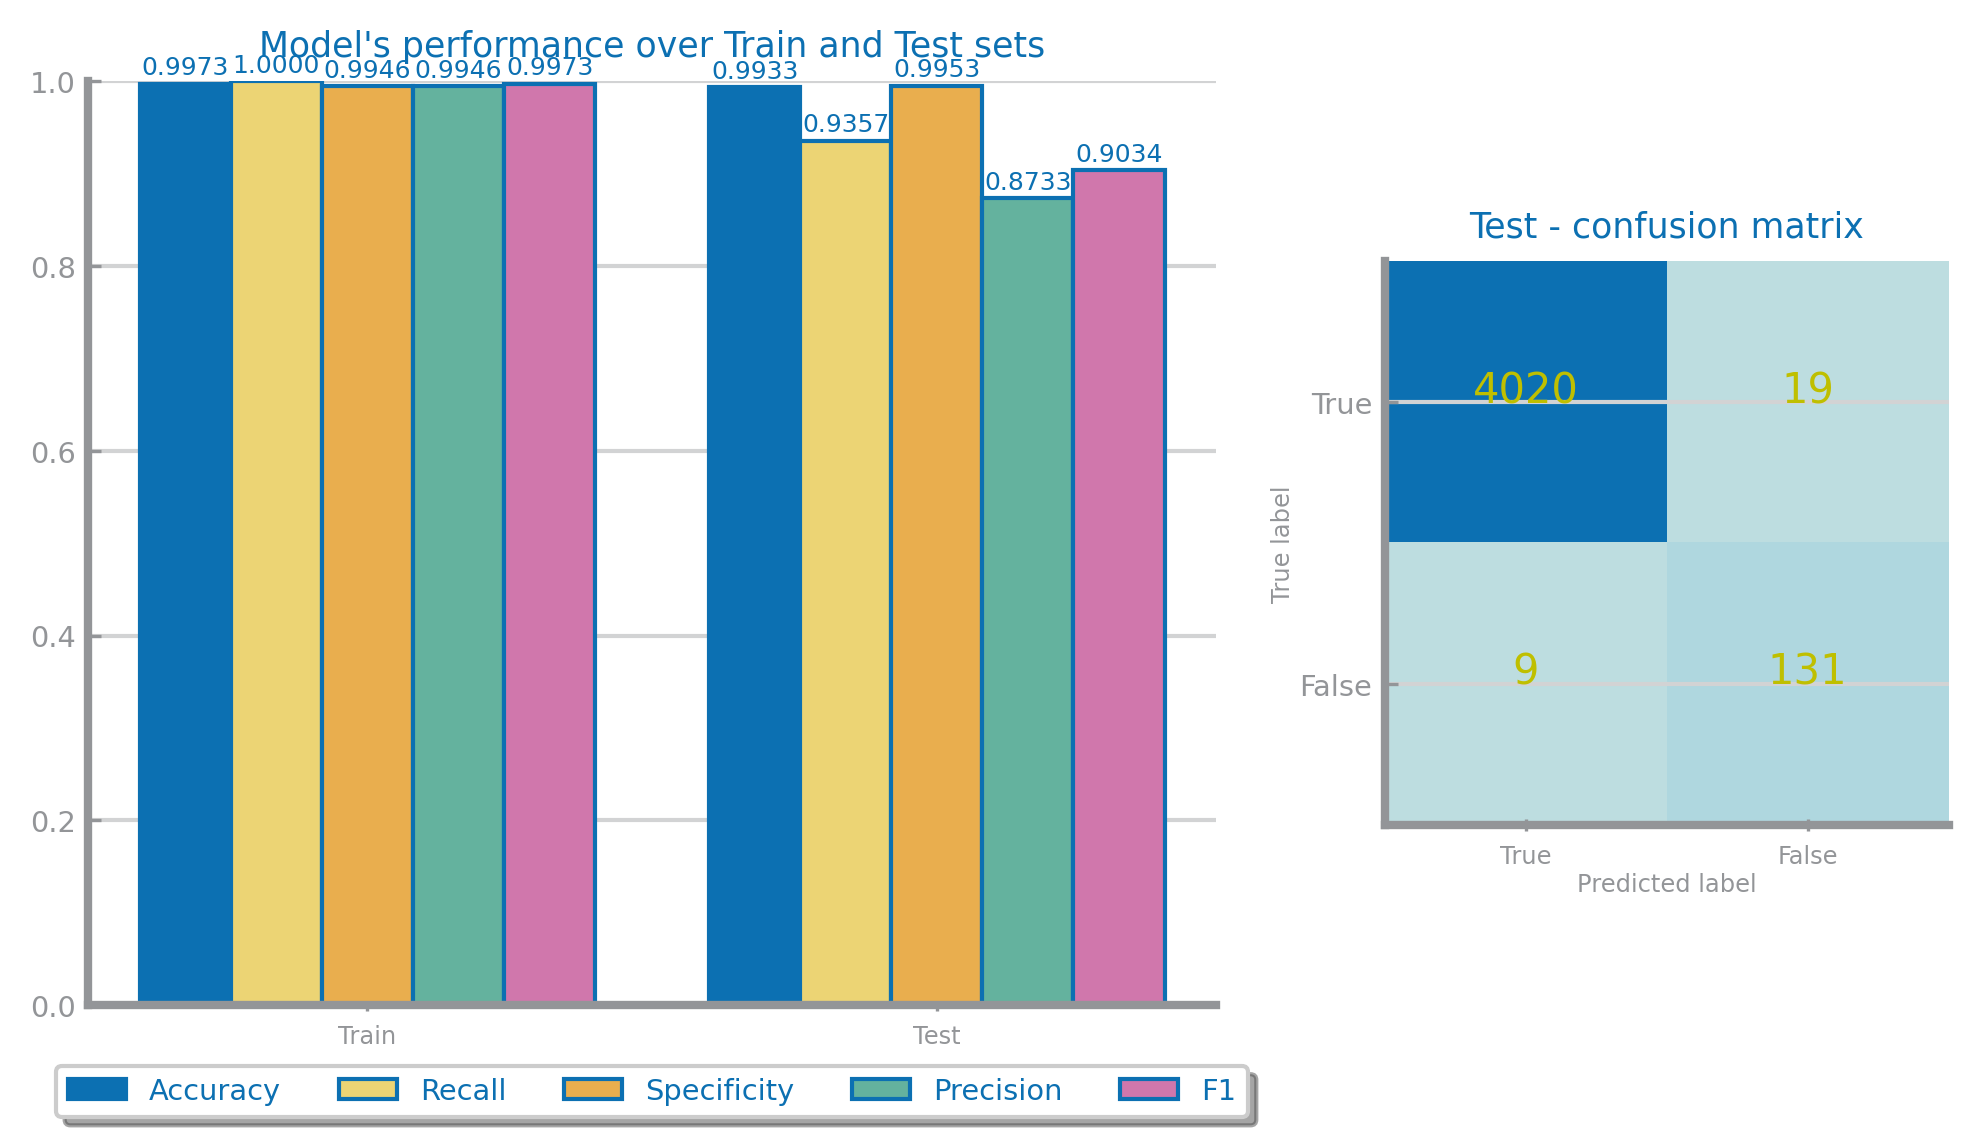 Model's performance over Train and Test sets
0.9973 1.0000 0.9946 0.9946 0.9973 0.9933 0.9357 0.9953 0.8733 0.9034
1.0
0.8
0.6
0.4
0.2
0.0
Train Test
Accuracy Recall Specificity Precision F1
Test - confusion matrix
True label
True 4020 19
False 9 131
True False
Predicted label